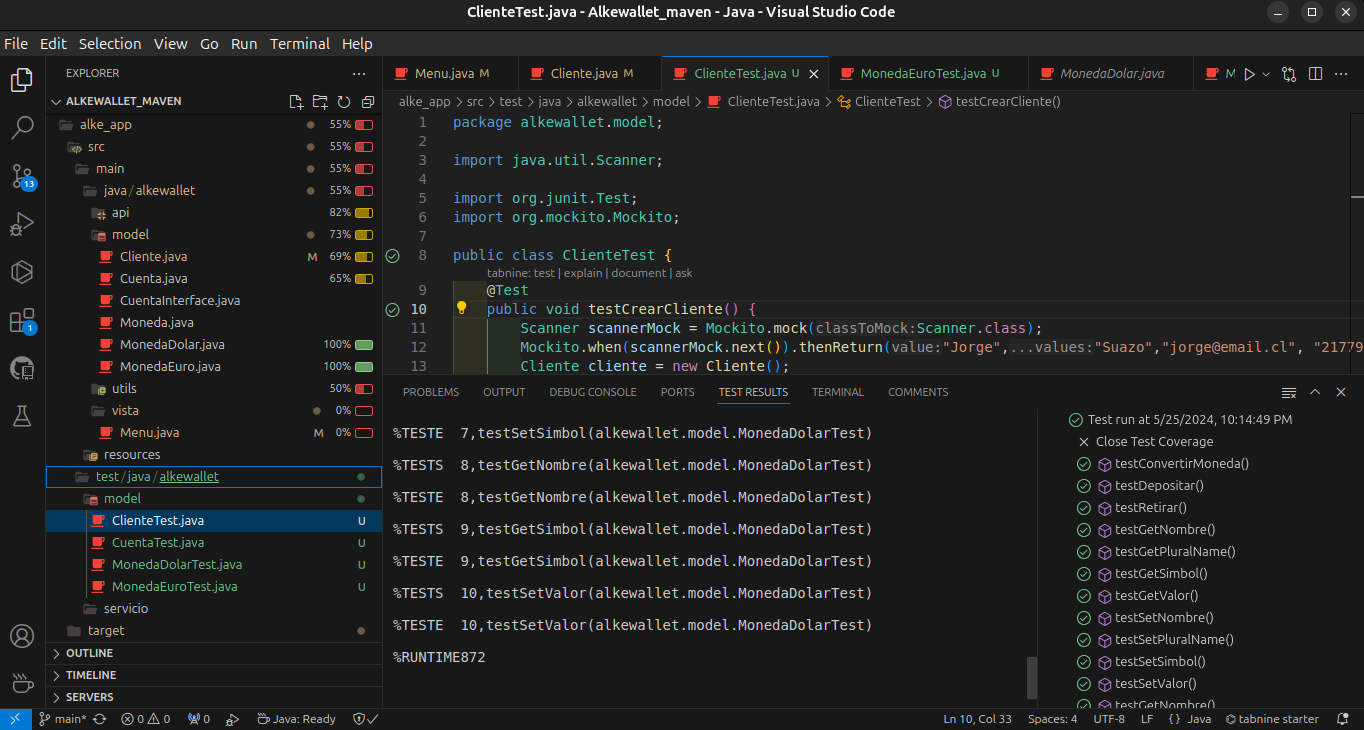 ClienteTest.java - Alkewallet_maven - Java - Visual Studio Code
File Edit Selection View Go Run Terminal Help
EXPLORER
ALKEWALLET_MAVEN
alke_app 55%
src 55%
main 55%
java/alkewallet 55%
api 82%
model 73%
Cliente.java M 69%
Cuenta.java 65%
CuentaInterface.java
Moneda.java
MonedaDolar.java 100%
MonedaEuro.java 100%
utils 50%
vista 0%
Menu.java M 0%
resources
test/java/alkewallet
model
ClienteTest.java U
CuentaTest.java U
MonedaDolarTest.java U
MonedaEuroTest.java U
servicio
target
OUTLINE
TIMELINE
SERVERS
13
1
Menu.java M Cliente.java M ClienteTest.java U MonedaEuroTest.java U MonedaDolar.java M
alke_app > src > test > java > alkewallet > model > ClienteTest.java > ClienteTest > testCrearCliente()
1 package alkewallet.model;
2
3 import java.util.Scanner;
4
5 import org.junit.Test;
6 import org.mockito.Mockito;
7
8 public class ClienteTest {
tabnine: test | explain | document | ask
9 @Test
10 public void testCrearCliente() {
11 Scanner scannerMock = Mockito.mock(classToMock:Scanner.class);
12 Mockito.when(scannerMock.next()).thenReturn(value:"Jorge",...values:"Suazo","jorge@email.cl", "21779
13 Cliente cliente = new Cliente();
PROBLEMS OUTPUT DEBUG CONSOLE PORTS TEST RESULTS TERMINAL COMMENTS
%TESTE 7,testSetSimbol(alkewallet.model.MonedaDolarTest)
%TESTS 8,testGetNombre(alkewallet.model.MonedaDolarTest)
%TESTE 8,testGetNombre(alkewallet.model.MonedaDolarTest)
%TESTS 9,testGetSimbol(alkewallet.model.MonedaDolarTest)
%TESTE 9,testGetSimbol(alkewallet.model.MonedaDolarTest)
%TESTS 10,testSetValor(alkewallet.model.MonedaDolarTest)
%TESTE 10,testSetValor(alkewallet.model.MonedaDolarTest)
%RUNTIME872
Test run at 5/25/2024, 10:14:49 PM
Close Test Coverage
testConvertirMoneda()
testDepositar()
testRetirar()
testGetNombre()
testGetPluralName()
testGetSimbol()
testGetValor()
testSetNombre()
testSetPluralName()
testSetSimbol()
testSetValor()
testGetNombre()
main* 0 0 0 Java: Ready Ln 10, Col 33 Spaces: 4 UTF-8 LF {} Java tabnine starter